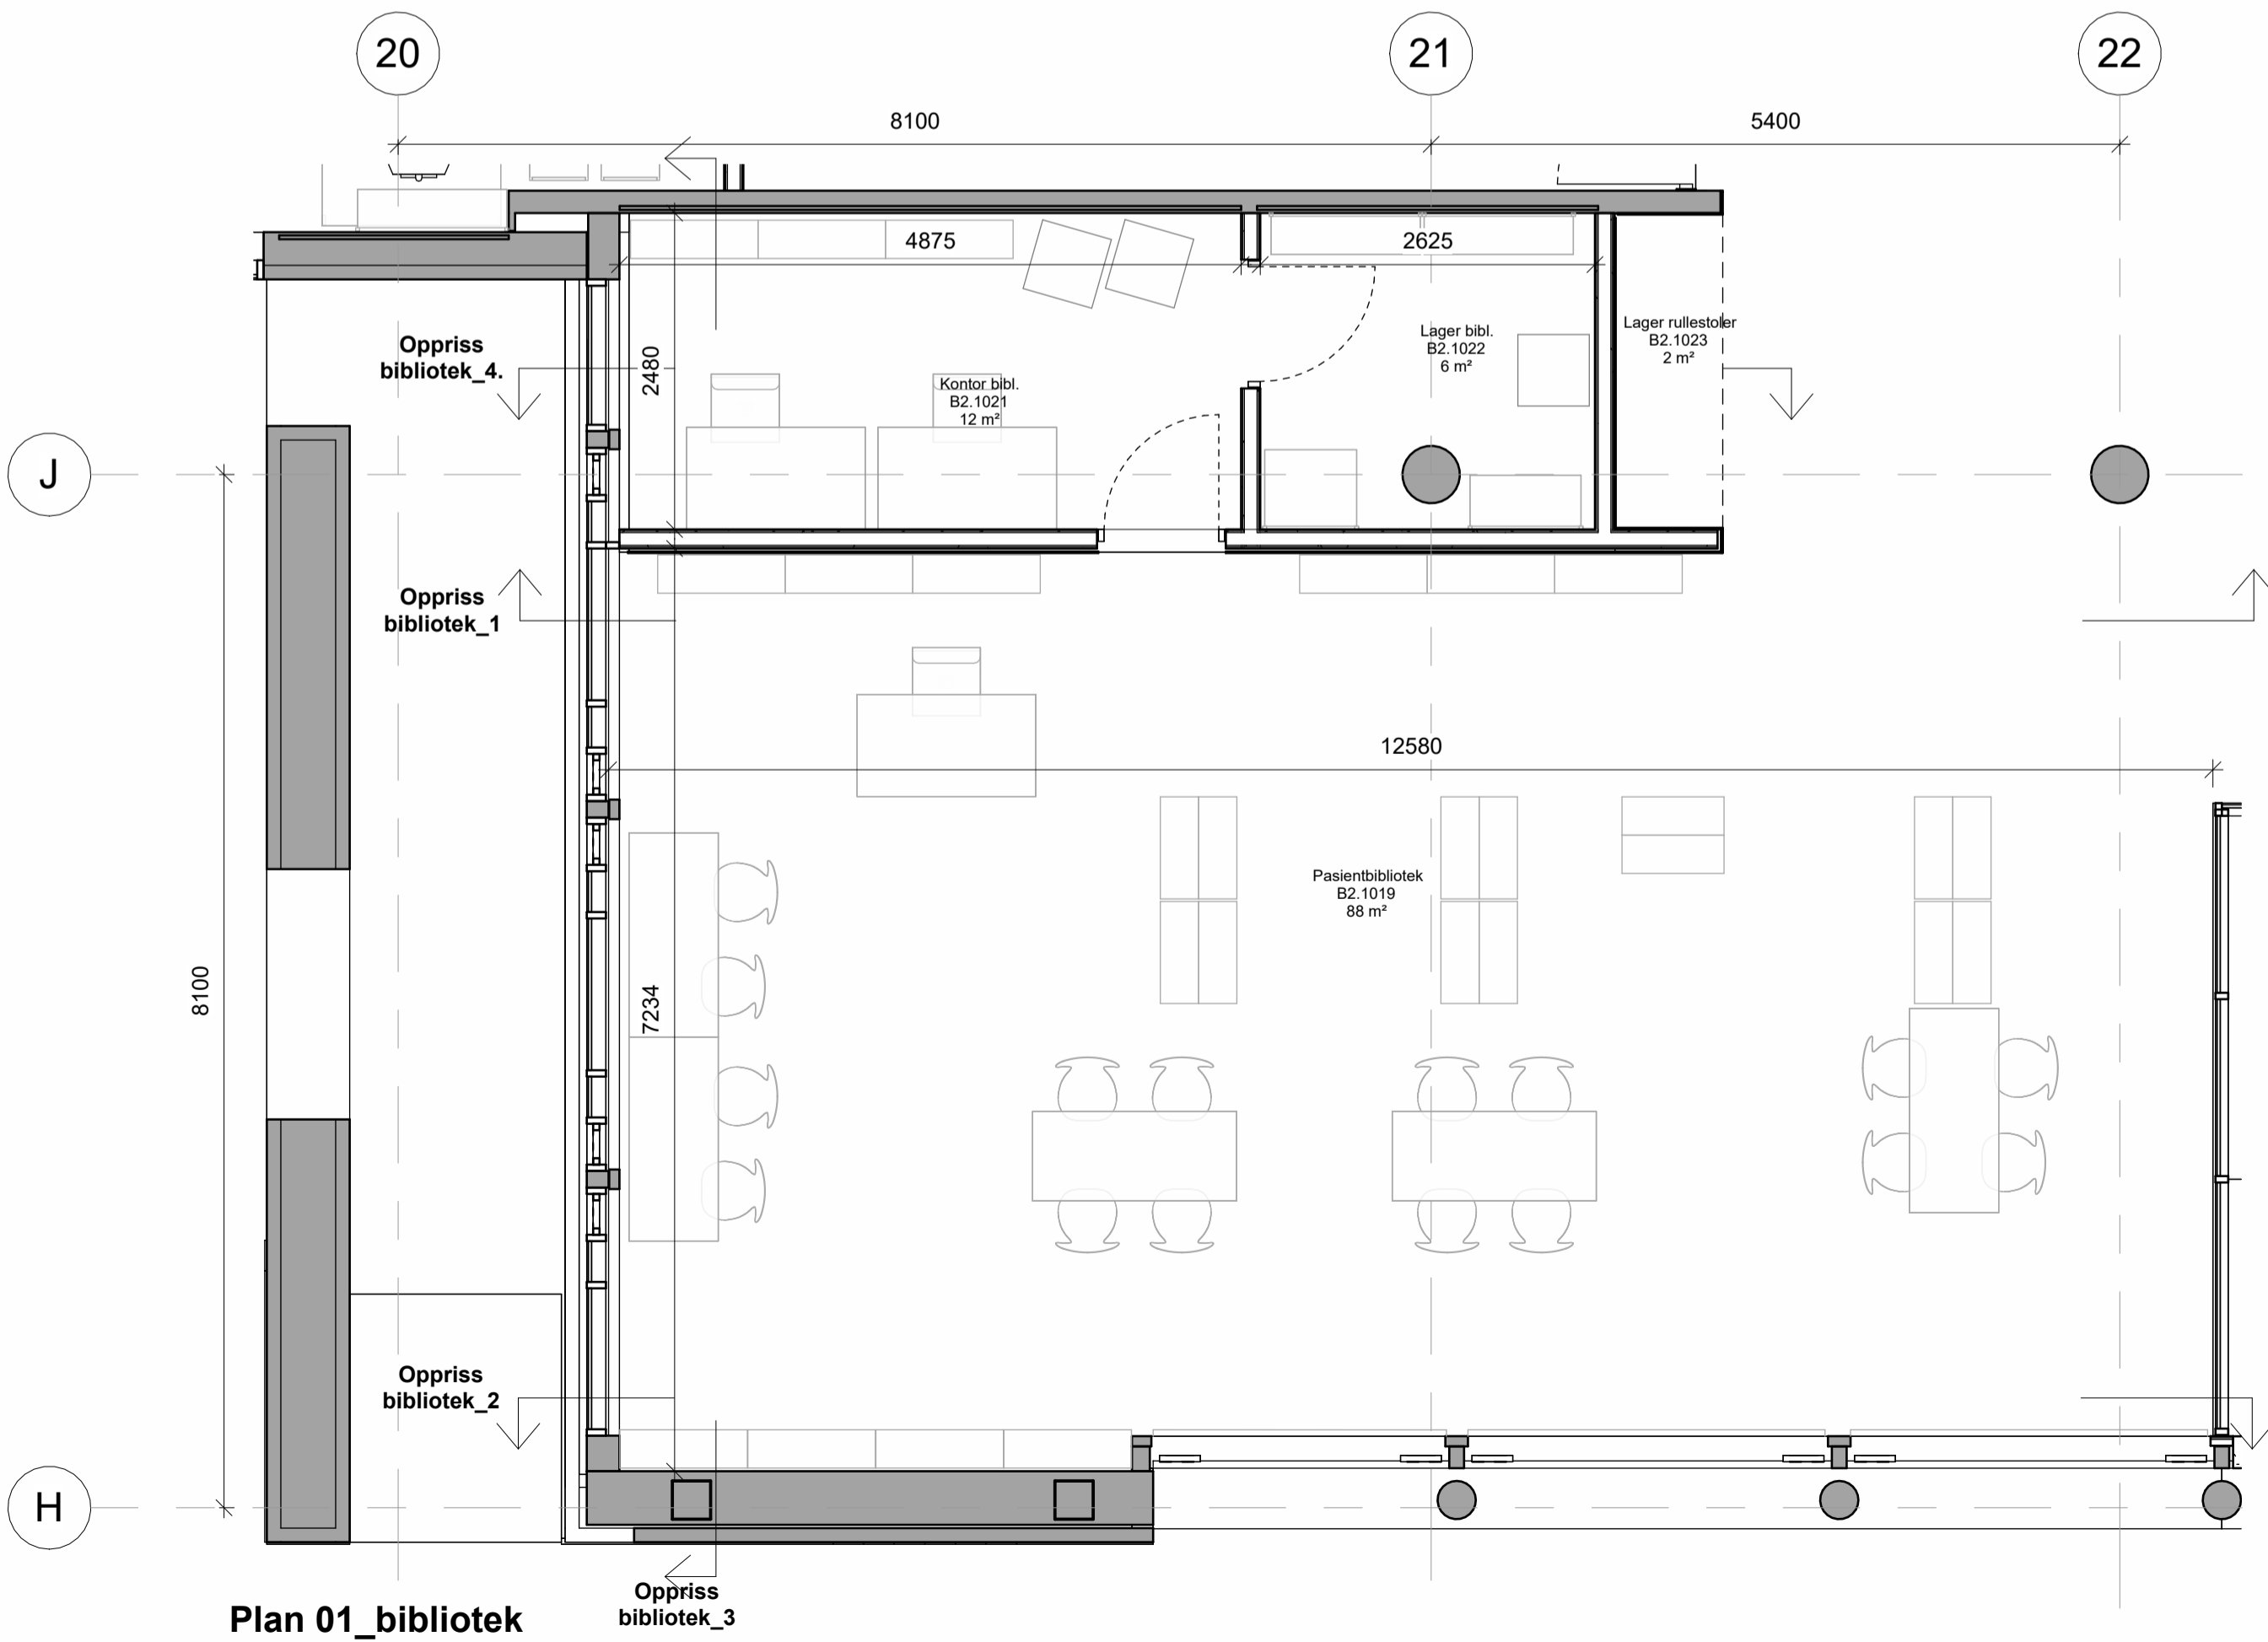 20
21
22
8100
5400
4875
2625
Oppriss
bibliotek_4.
2480
Kontor bibl.
B2.1021
12 m²
Lager bibl.
B2.1022
6 m²
Lager rullestoler
B2.1023
2 m²
J
Oppriss
bibliotek_1
12580
Pasientbibliotek
B2.1019
88 m²
8100
7234
Oppriss
bibliotek_2
H
Oppriss
bibliotek_3
Plan 01_bibliotek